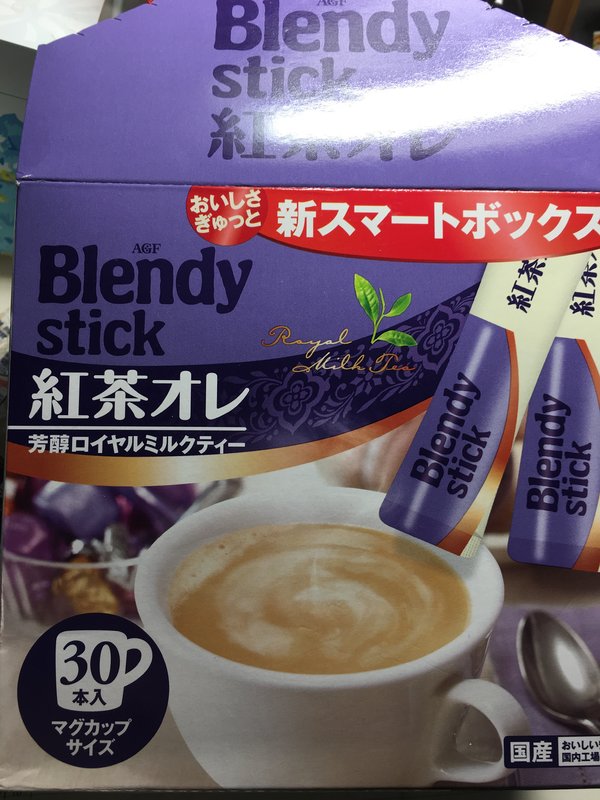 AGF
Blendy
stick
紅茶オレ
おいしさ
ぎゅっと
新スマートボックス
AGF
Blendy
stick
Royal
Milk Tea
紅茶オレ
芳醇ロイヤルミルクティー
紅茶
Blendy
stick
紅
Blendy
stick
30
本入
マグカップ
サイズ
国産
おいしい
国内工場